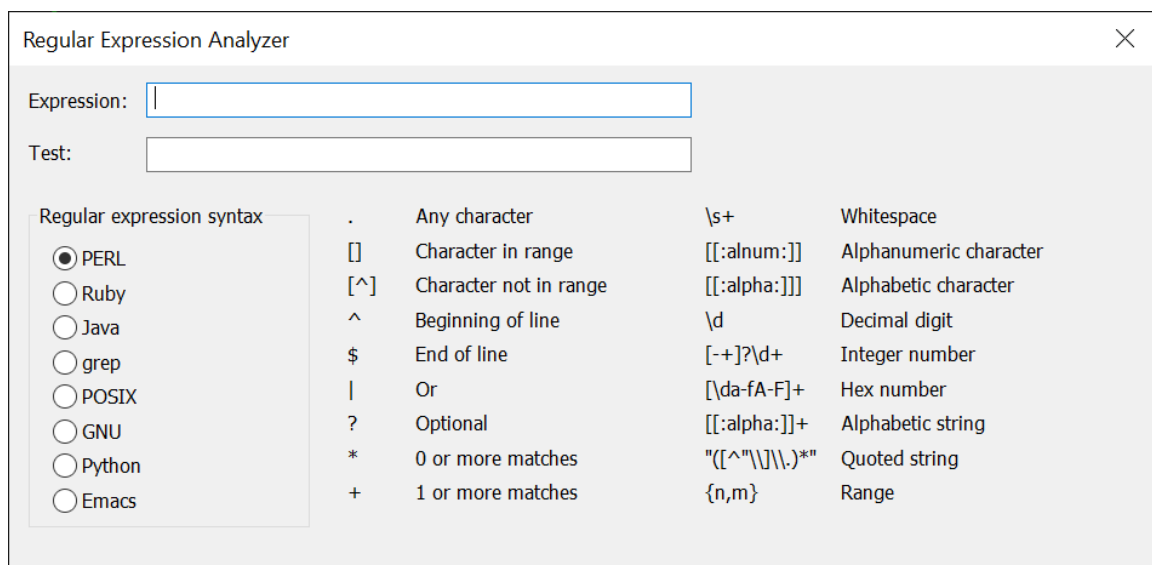 Regular Expression Analyzer
Expression:
Test:
Regular expression syntax
PERL
Ruby
Java
grep
POSIX
GNU
Python
Emacs
. Any character \s+ Whitespace
[] Character in range [[:alnum:]] Alphanumeric character
[^] Character not in range [[:alpha:]]] Alphabetic character
^ Beginning of line \d Decimal digit
$ End of line [-+]?\d+ Integer number
| Or [\da-fA-F]+ Hex number
? Optional [[:alpha:]]+ Alphabetic string
* 0 or more matches "([^"\\]\\.)*" Quoted string
+ 1 or more matches {n,m} Range